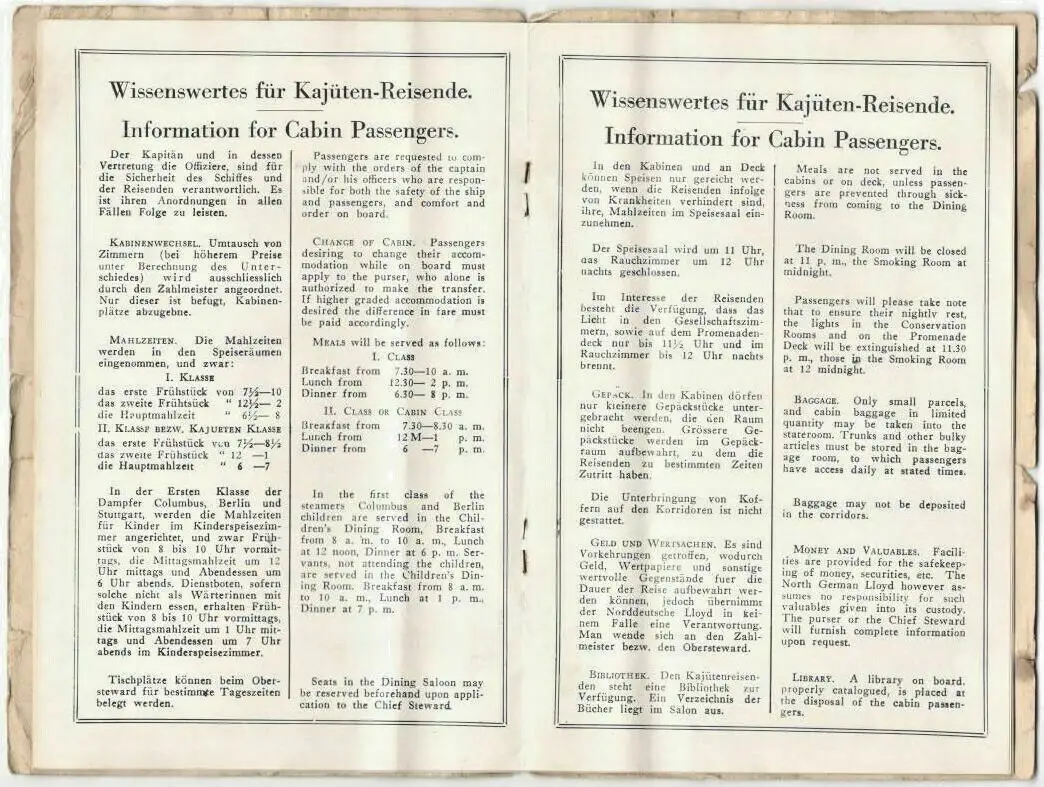 Wissenswertes für Kajüten-Reisende.
Information for Cabin Passengers.
Der Kapitän und in dessen
Vertretung die Offiziere, sind für
die Sicherheit des Schiffes und
der Reisenden verantwortlich. Es
ist ihren Anordnungen in allen
Fällen Folge zu leisten.
KABINENWECHSEL. Umtausch von
Zimmern (bei höherem Preise
unter Berechnung des Unter-
schiedes) wird ausschliesslich
durch den Zahlmeister angeordnet.
Nur dieser ist befugt, Kabinen-
plätze abzugebne.
MAHLZEITEN. Die Mahlzeiten
werden in den Speiseräumen
eingenommen, und zwar:
I. KLASSE
das erste Frühstück von 7½—10
das zweite Frühtsück " 12½— 2
die Hauptmahlzeit " 6½— 8
II. KLASSE BEZW. KAJUETEN KLASSE
das erste Frühstück von 7½—8½
das zweite Frühstück " 12 —1
die Hauptmahlzeit " 6 —7
In der Ersten Klasse der
Dampfer Columbus, Berlin und
Stuttgart, werden die Mahlzeiten
für Kinder im Kinderspeisezim-
mer angerichtet, und zwar Früh-
stück von 8 bis 10 Uhr vormit-
tags, die Mittagsmahlzeit um 12
Uhr mittags und Abendessen um
6 Uhr abends. Dienstboten, sofern
solche nicht als Wärterinnen mit
den Kindern essen, erhalten Früh-
stück von 8 bis 10 Uhr vormittags,
die Mittagsmahlzeit um 1 Uhr mit-
tags und Abendessen um 7 Uhr
abends im Kinderspeisezimmer.
Tischplätze können beim Ober-
steward für bestimmte Tageszeiten
belegt werden.
Passengers are requested to com-
ply with the orders of the captain
and/or his officers who are respon-
sible for both the safety of the ship
and passengers, and comfort and
order on board.
CHANGE OF CABIN. Passengers
desiring to change their accom-
modation while on board must
apply to the purser, who alone is
authorized to make the transfer.
If higher graded accommodation is
desired the difference in fare must
be paid accordingly.
MEALS will be served as follows:
I. CLASS
Breakfast from 7.30—10 a. m.
Lunch from 12.30— 2 p. m.
Dinner from 6.30— 8 p. m.
II. CLASS OR CABIN CLASS
Breakfast from 7.30—8.30 a. m.
Lunch from 12 M—1 p. m.
Dinner from 6 —7 p. m.
In the first class of the
steamers Columbus and Berlin
children are served in the Chil-
dren's Dining Room, Breakfast
from 8 a. m. to 10 a. m., Lunch
at 12 noon, Dinner at 6 p. m. Ser-
vants, not attending the children,
are served in the Children's Din-
ing Room. Breakfast from 8 a. m.
to 10 a. m., Lunch at 1 p. m.,
Dinner at 7 p. m.
Seats in the Dining Saloon may
be reserved beforehand upon appli-
cation to the Chief Steward.
Wissenswertes für Kajüten-Reisende.
Information for Cabin Passengers.
In den Kabinen und an Deck
können Speisen nur gereicht wer-
den, wenn die Reisenden infolge
von Krankheiten verhindert sind,
ihre, Mahlzeiten im Speisesaal ein-
zunehmen.
Der Speisesaal wird um 11 Uhr,
das Rauchzimmer um 12 Uhr
nachts geschlossen.
Im Interesse der Reisenden
besteht die Verfügung, dass das
Licht in den Gesellschaftszim-
mern, sowie auf dem Promenaden-
deck nur bis 11½ Uhr und im
Rauchzimmer bis 12 Uhr nachts
brennt.
GEPÄCK. In den Kabinen dürfen
nur kleinere Gepäckstücke unter-
gebracht werden, die den Raum
nicht beengen. Grössere Ge-
päckstücke werden im Gepäck-
raum aufbewahrt, zu dem die
Reisenden zu bestimmten Zeiten
Zutritt haben.
Die Unterbringung von Kof-
fern auf den Korridoren ist nicht
gestattet.
GELD UND WERTSACHEN. Es sind
Vorkehrungen getroffen, wodurch
Geld, Wertpapiere und sonstige
wertvolle Gegenstände fuer die
Dauer der Reise aufbewahrt wer-
den können, jedoch übernimmt
der Norddeutsche Lloyd in kei-
nem Falle eine Verantwortung.
Man wende sich an den Zahl-
meister bezw. den Obersteward.
BIBLIOTHEK. Den Kajütenreisen-
den steht eine Bibliothek zur
Verfügung. Ein Verzeichnis der
Bücher liegt im Salon aus.
Meals are not served in the
cabins or on deck, unless passen-
gers are prevented through sick-
ness from coming to the Dining
Room.
The Dining Room will be closed
at 11 p. m., the Smoking Room at
midnight.
Passengers will please take note
that to ensure their nightly rest,
the lights in the Conservation
Rooms and on the Promenade
Deck will be extinguished at 11.30
p. m., those in the Smoking Room
at 12 midnight.
BAGGAGE. Only small parcels,
and cabin baggage in limited
quantity may be taken into the
stateroom. Trunks and other bulky
articles must be stored in the bag-
gage room, to which passengers
have access daily at stated times.
Baggage may not be deposited
in the corridors.
MONEY AND VALUABLES. Facili-
ties are provided for the safekeep-
ing of money, securities, etc. The
North German Lloyd however as-
sumes no responsibility for such
valuables given into its custody.
The purser or the Chief Steward
will furnish complete information
upon request.
LIBRARY. A library on board,
properly catalogued, is placed at
the disposal of the cabin passen-
gers.